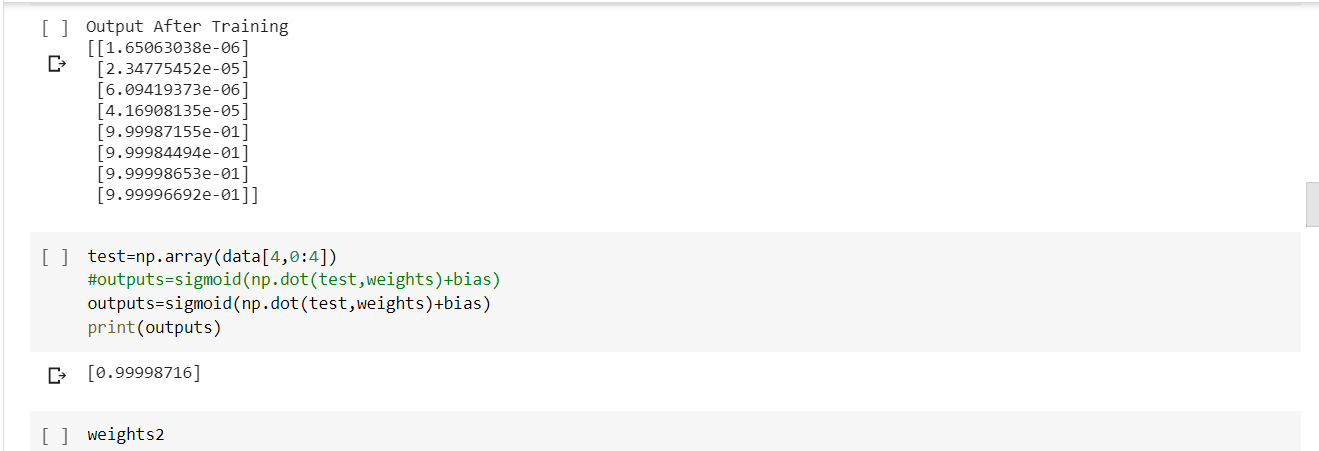 [ ] Output After Training
[[1.65063038e-06]
[2.34775452e-05]
[6.09419373e-06]
[4.16908135e-05]
[9.99987155e-01]
[9.99984494e-01]
[9.99998653e-01]
[9.99996692e-01]]
[ ] test=np.array(data[4,0:4])
#outputs=sigmoid(np.dot(test,weights)+bias)
outputs=sigmoid(np.dot(test,weights)+bias)
print(outputs)
[0.99998716]
[ ] weights2